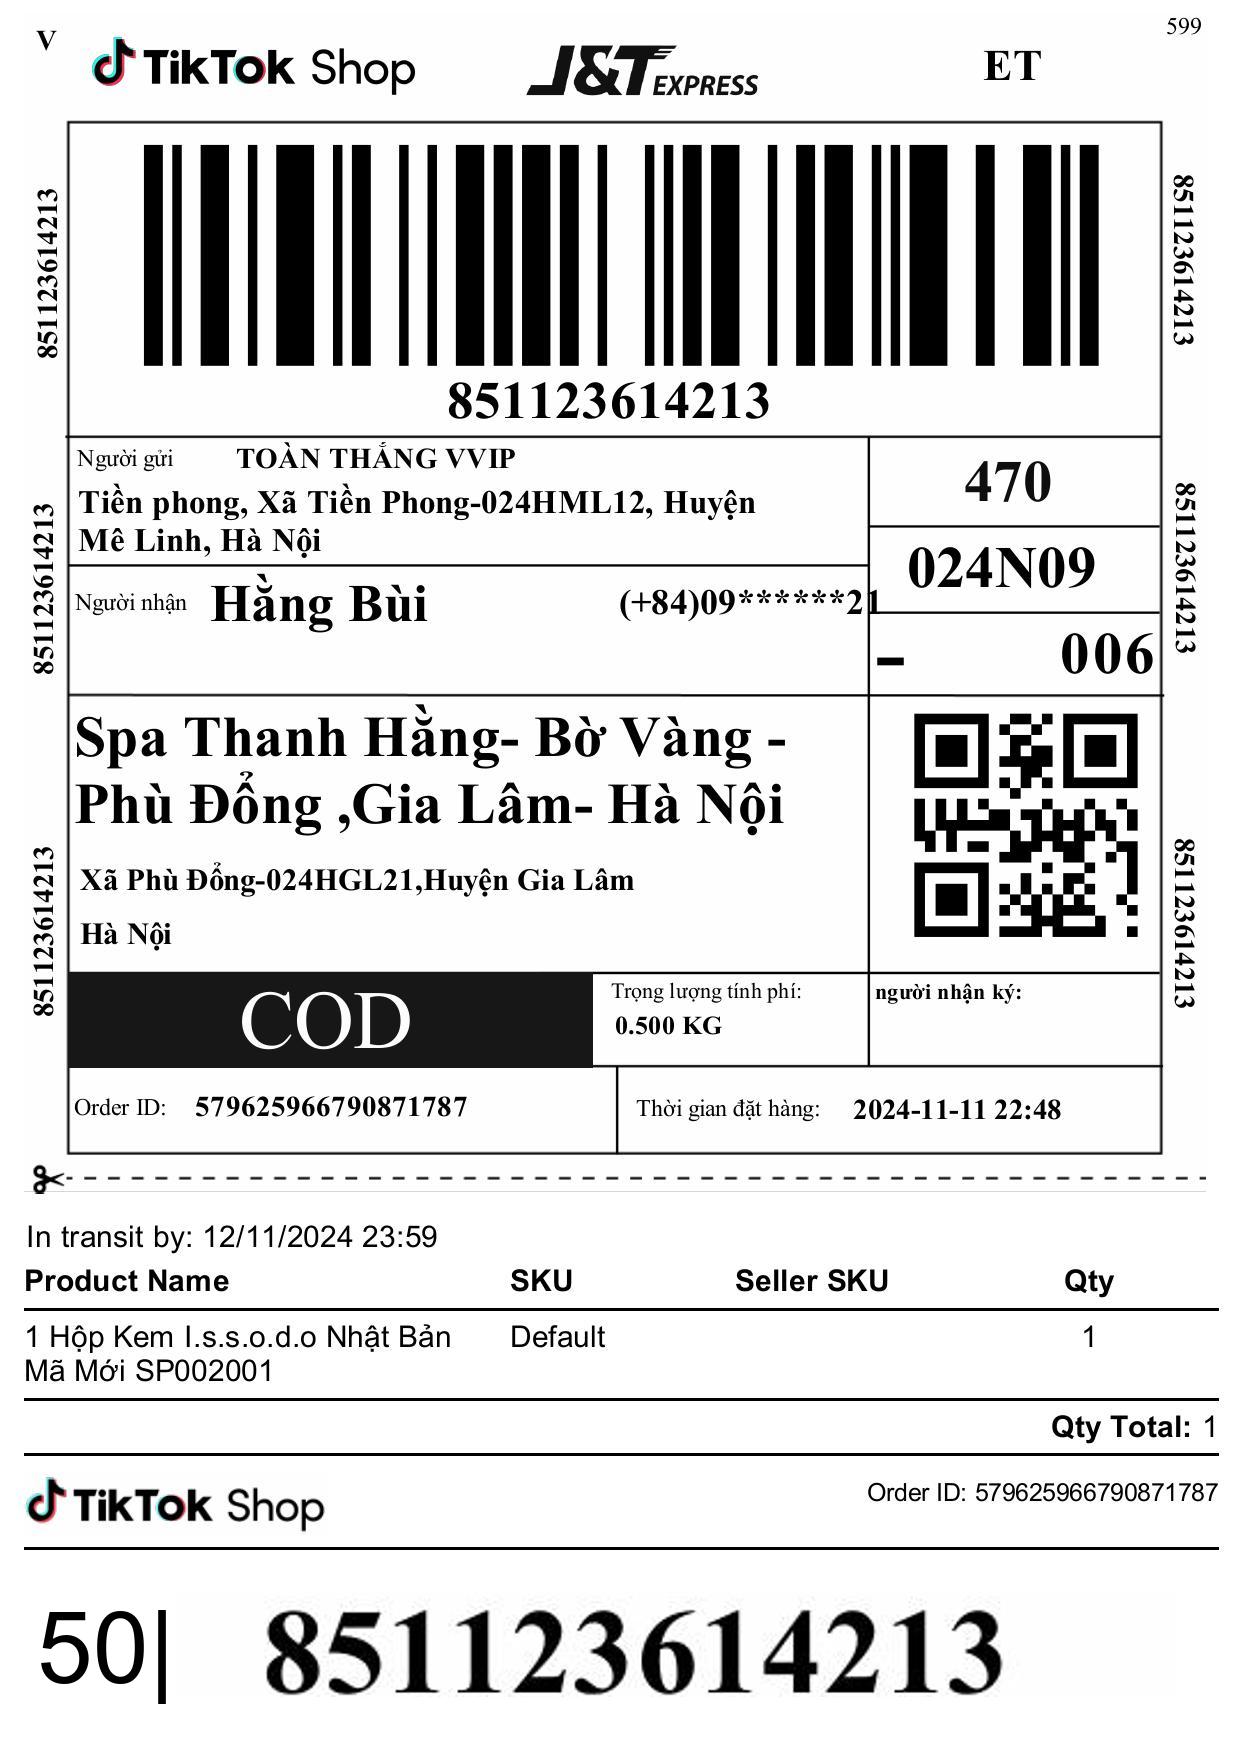 V
TikTok Shop
J&T EXPRESS
ET
599
851123614213
851123614213
851123614213
Người gửi TOÀN THẮNG VVIP
Tiền phong, Xã Tiền Phong-024HML12, Huyện
Mê Linh, Hà Nội
470
024N09
851123614213
851123614213
Người nhận Hằng Bùi (+84)09******21
- 006
Spa Thanh Hằng- Bờ Vàng -
Phù Đổng ,Gia Lâm- Hà Nội
Xã Phù Đổng-024HGL21,Huyện Gia Lâm
Hà Nội
851123614213
851123614213
COD
Trọng lượng tính phí:
0.500 KG
người nhận ký:
Order ID: 579625966790871787
Thời gian đặt hàng: 2024-11-11 22:48
In transit by: 12/11/2024 23:59
Product Name SKU Seller SKU Qty
1 Hộp Kem I.s.s.o.d.o Nhật Bản Default 1
Mã Mới SP002001
Qty Total: 1
TikTok Shop
Order ID: 579625966790871787
50| 851123614213